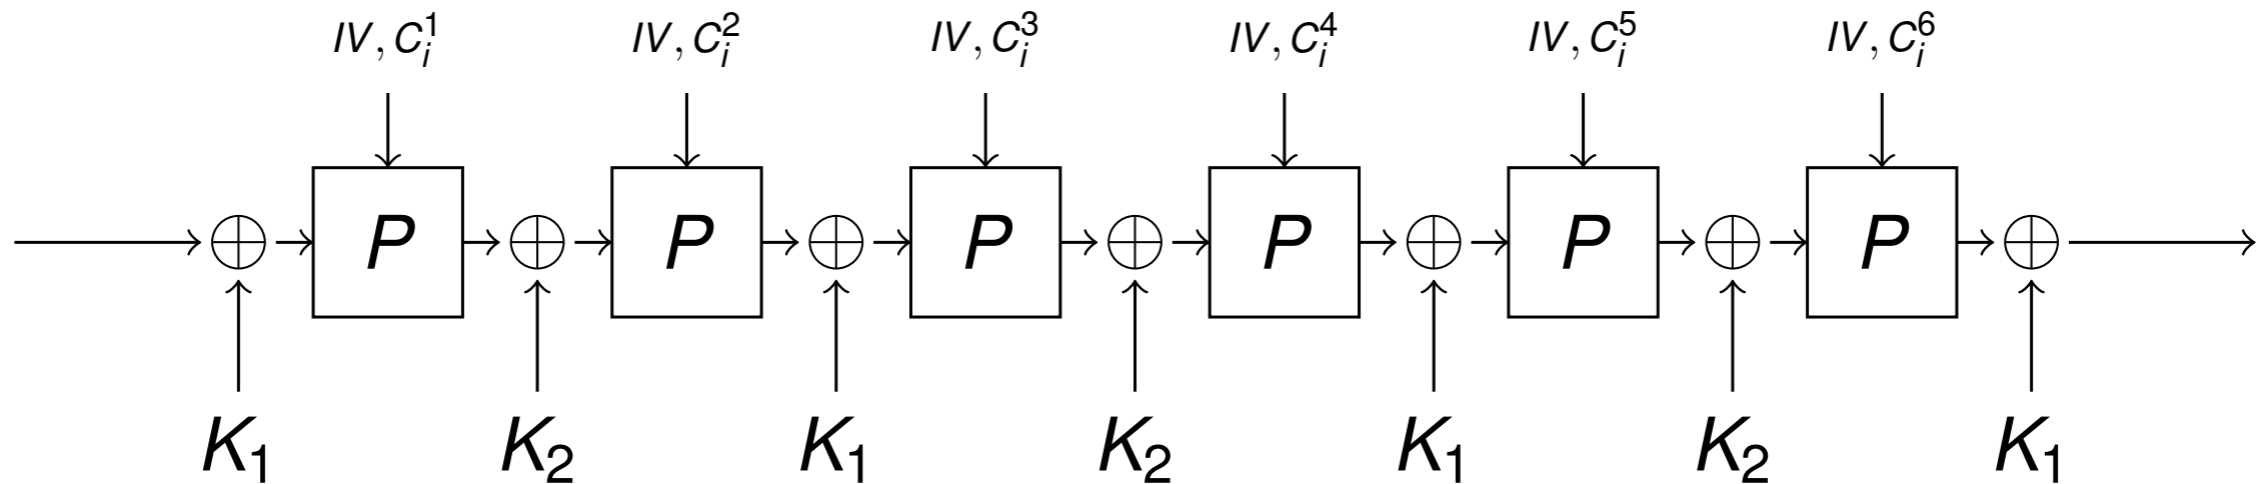 IV, C_i^1 IV, C_i^2 IV, C_i^3 IV, C_i^4 IV, C_i^5 IV, C_i^6
P P P P P P
K_1 K_2 K_1 K_2 K_1 K_2 K_1